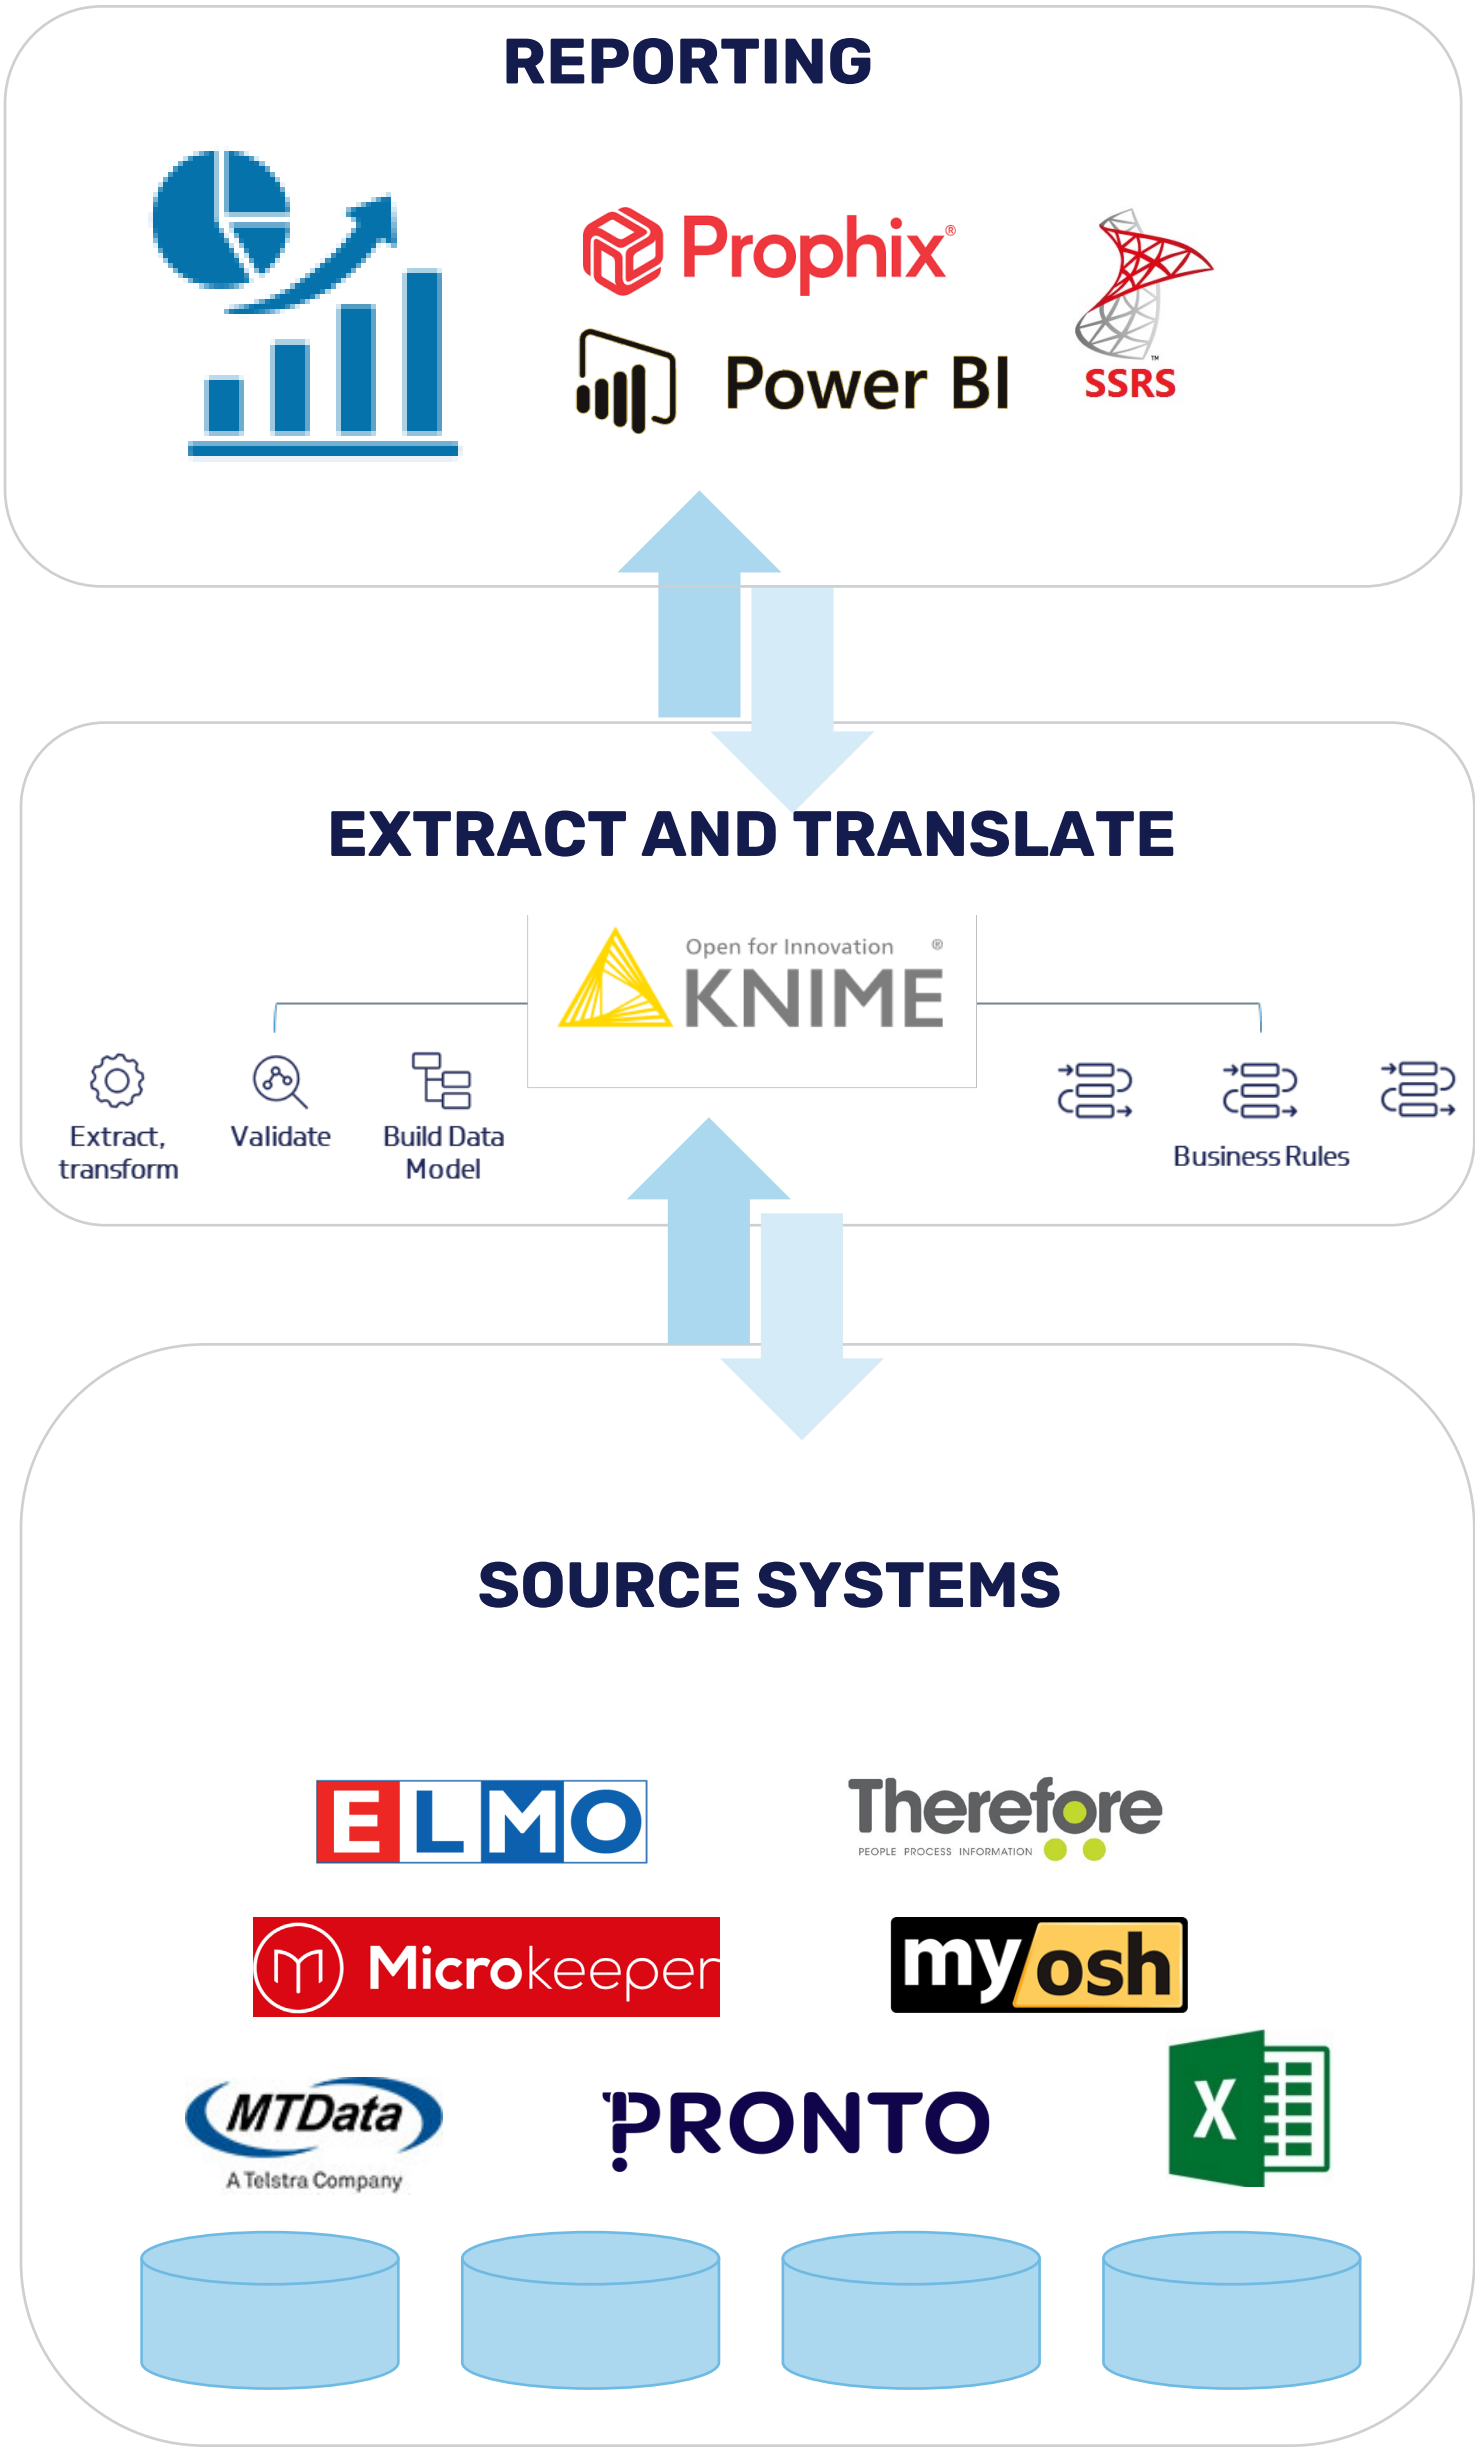 REPORTING
Prophix®
Power BI
™
SSRS
EXTRACT AND TRANSLATE
Open for Innovation ®
KNIME
Extract,
transform
Validate
Build Data
Model
Business Rules
SOURCE SYSTEMS
ELMO
Therefore
PEOPLE PROCESS INFORMATION
Microkeeper
myosh
MTData
A Telstra Company
PRONTO
X